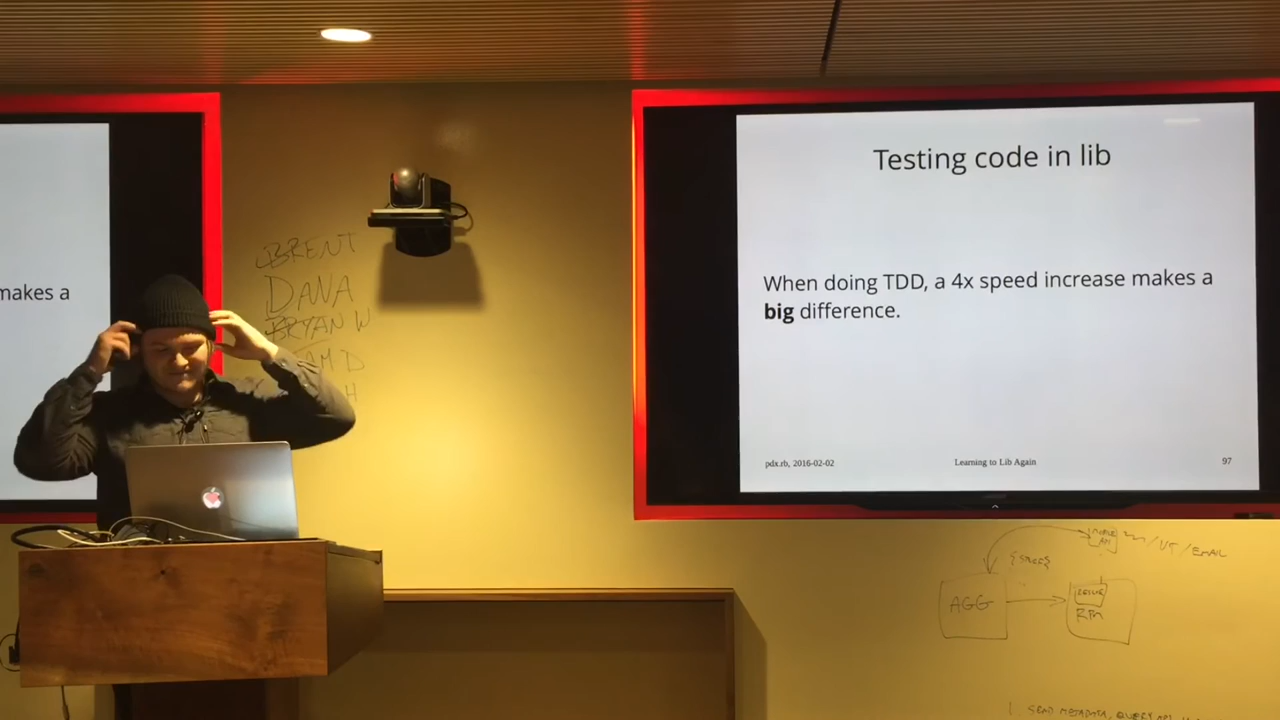 makes a
BRENT
DANA
BRYAN W
Testing code in lib
When doing TDD, a 4x speed increase makes a
big difference.
pdx.rb, 2016-02-02
Learning to Lib Again
97
/ EMAIL
AGG